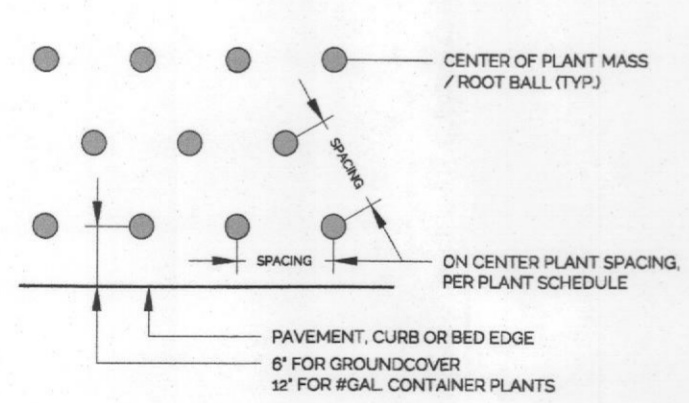 CENTER OF PLANT MASS
/ ROOT BALL (TYP.)
SPACING
SPACING
ON CENTER PLANT SPACING,
PER PLANT SCHEDULE
PAVEMENT, CURB OR BED EDGE
6" FOR GROUNDCOVER
12" FOR #GAL. CONTAINER PLANTS